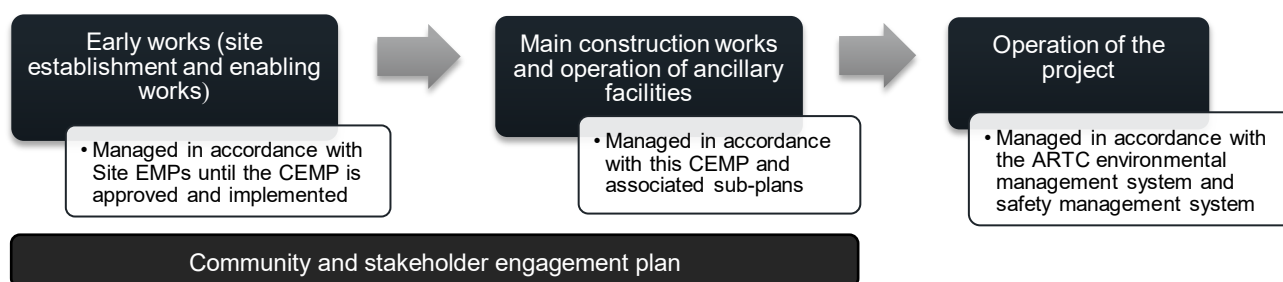 Early works (site
establishment and enabling
works)
• Managed in accordance with
Site EMPs until the CEMP is
approved and implemented
Main construction works
and operation of ancillary
facilities
• Managed in accordance
with this CEMP and
associated sub-plans
Operation of the
project
• Managed in accordance with
the ARTC environmental
management system and
safety management system
Community and stakeholder engagement plan